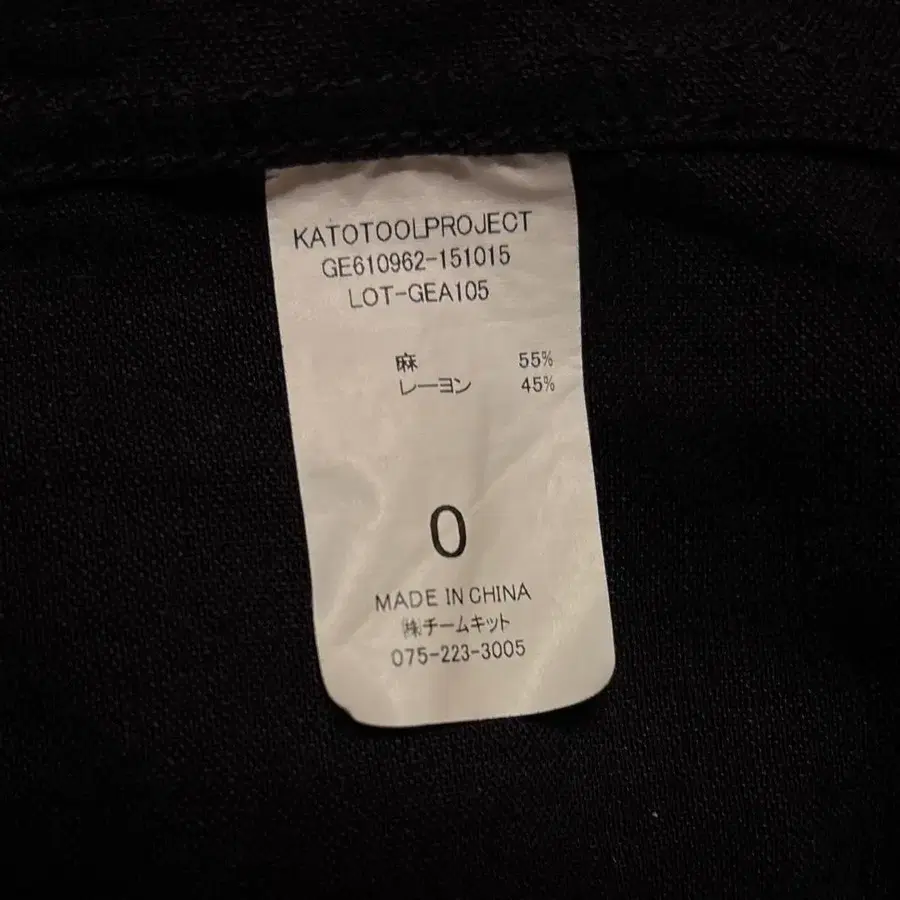 KATOTOOLPROJECT
GE610962-151015
LOT-GEA105
麻 55%
レーヨン 45%
0
MADE IN CHINA
㈱チームキット
075-223-3005